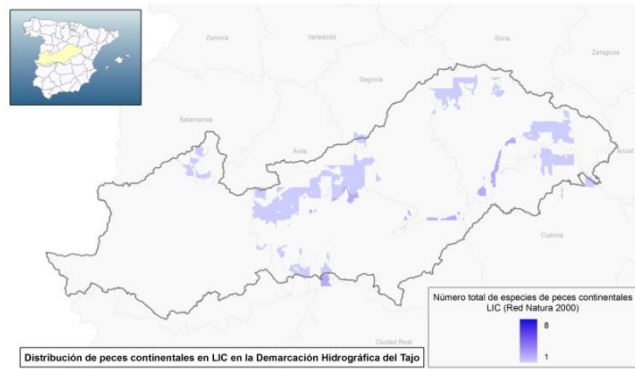 Zamora
Valladolid
Soria
Zaragoza
Segovia
Salamanca
Ávila
Teruel
Cuenca
Ciudad Real
Número total de especies de peces continentales
LIC (Red Natura 2000)
8
1
Distribución de peces continentales en LIC en la Demarcación Hidrográfica del Tajo